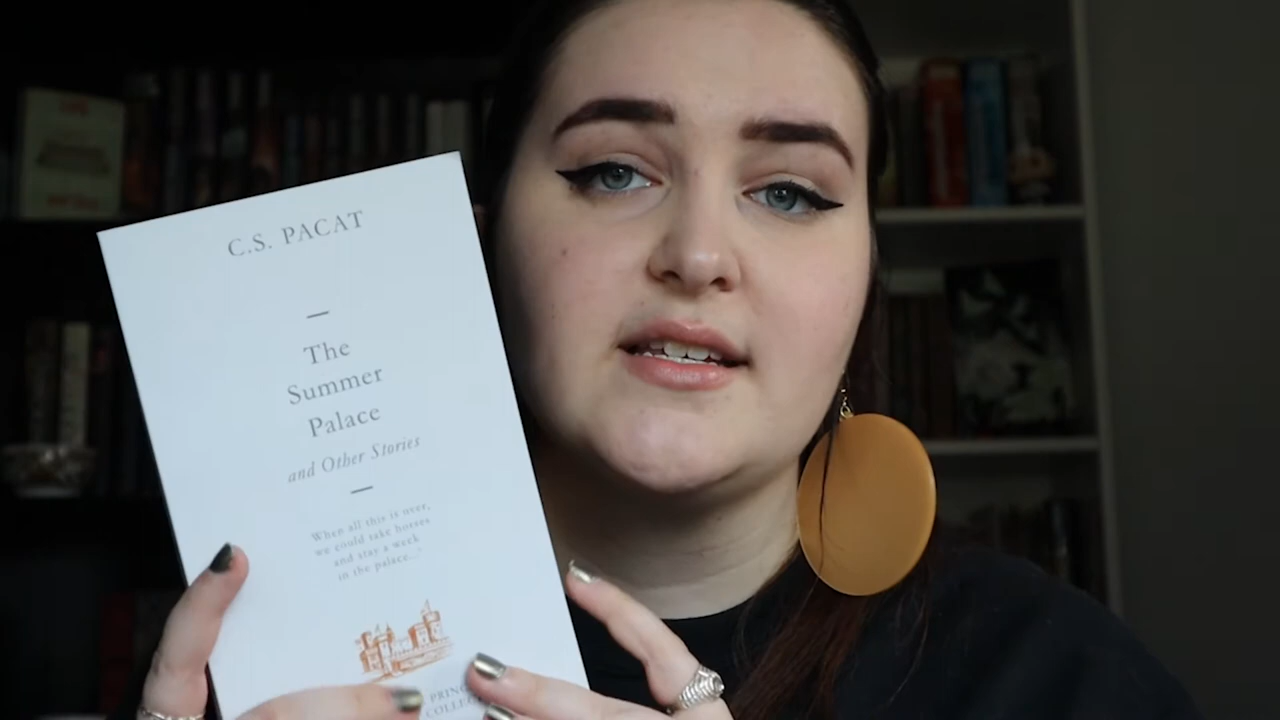 C.S. PACAT
The
Summer
Palace
and Other Stories
When all this is over,
we could take horses
and stay a week
in the palace...'